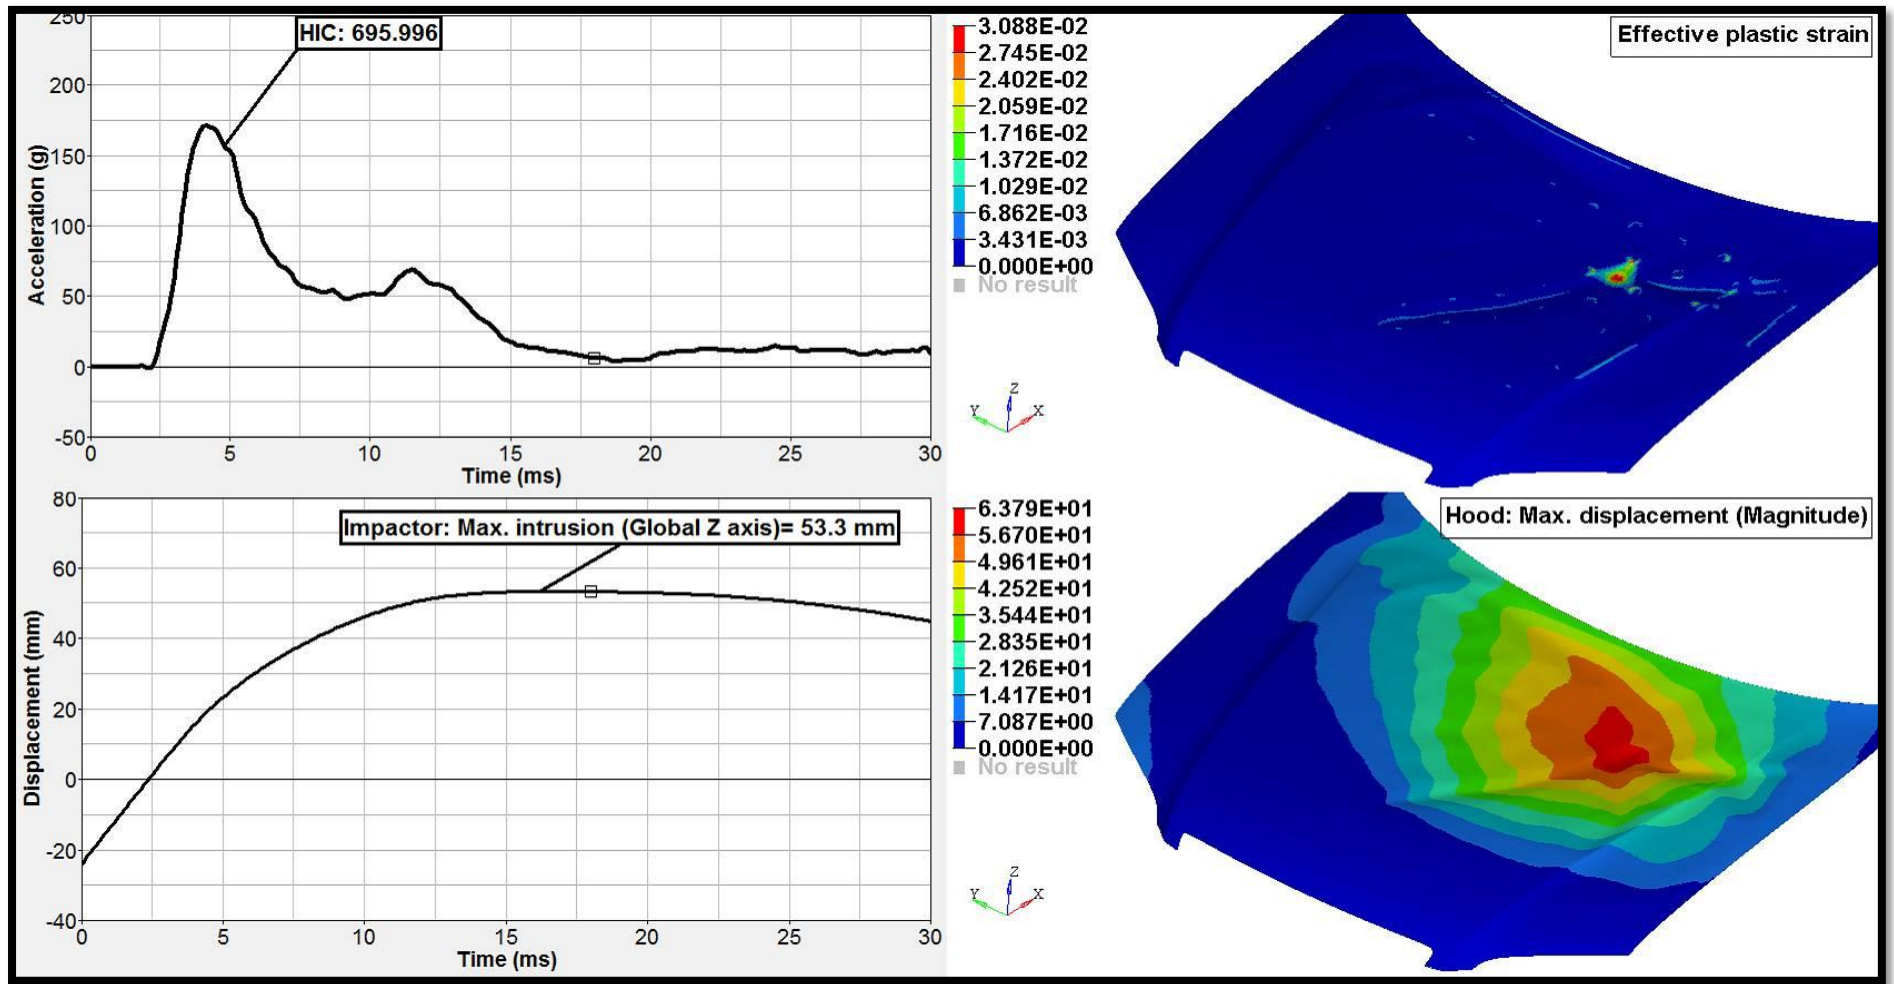 250
200
150
100
50
0
-50
Acceleration (g)
HIC: 695.996
0 5 10 15 20 25 30
Time (ms)
3.088E-02
2.745E-02
2.402E-02
2.059E-02
1.716E-02
1.372E-02
1.029E-02
6.862E-03
3.431E-03
0.000E+00
No result
Effective plastic strain
Z
Y
X
80
60
40
20
0
-20
-40
Displacement (mm)
Impactor: Max. intrusion (Global Z axis)= 53.3 mm
0 5 10 15 20 25 30
Time (ms)
6.379E+01
5.670E+01
4.961E+01
4.252E+01
3.544E+01
2.835E+01
2.126E+01
1.417E+01
7.087E+00
0.000E+00
No result
Hood: Max. displacement (Magnitude)
Z
Y
X